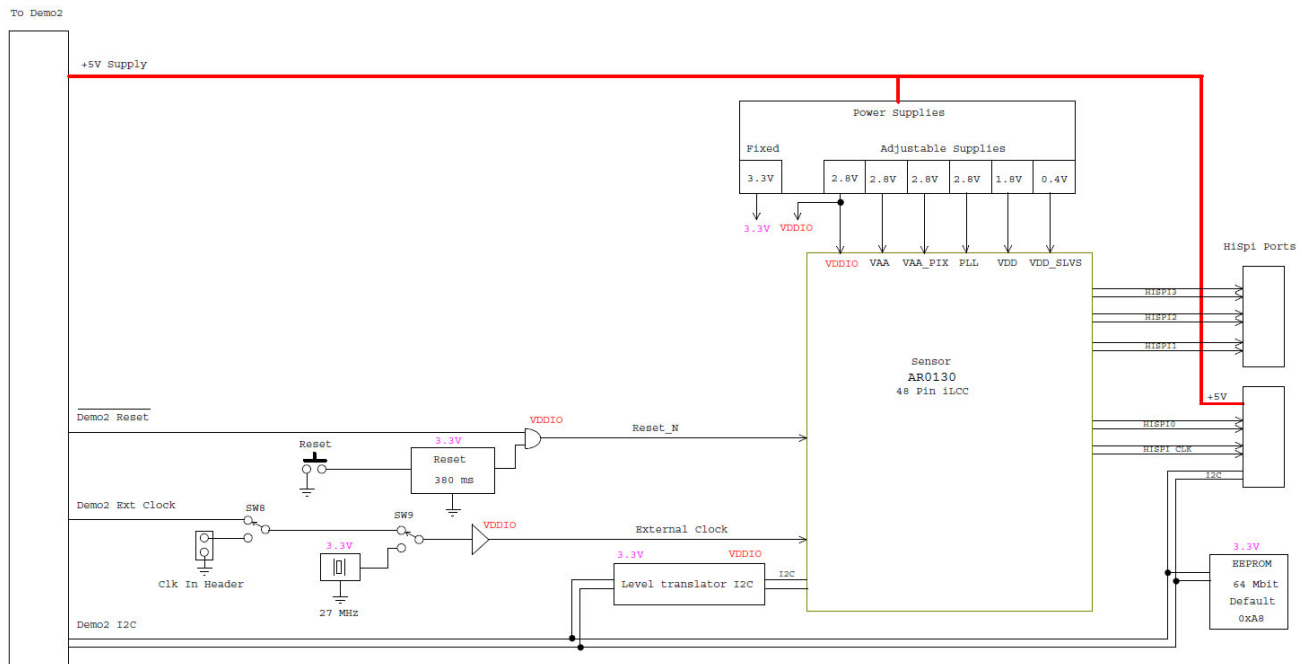 To Demo2
+5V Supply
Power Supplies
Fixed
Adjustable Supplies
3.3V
2.8V
2.8V
2.8V
2.8V
1.8V
0.4V
3.3V
VDDIO
VDDIO
VAA
VAA_PIX
PLL
VDD
VDD_SLVS
HiSpi Ports
HISPI3
HISPI2
HISPI1
Sensor
AR0130
48 Pin iLCC
+5V
HISPI0
HISPI CLK
I2C
Demo2 Reset
VDDIO
Reset_N
Reset
3.3V
Reset
380 ms
Demo2 Ext Clock
SW8
SW9
VDDIO
External Clock
Clk In Header
3.3V
27 MHz
3.3V
VDDIO
Level translator I2C
I2C
3.3V
EEPROM
64 Mbit
Default
0xA8
Demo2 I2C